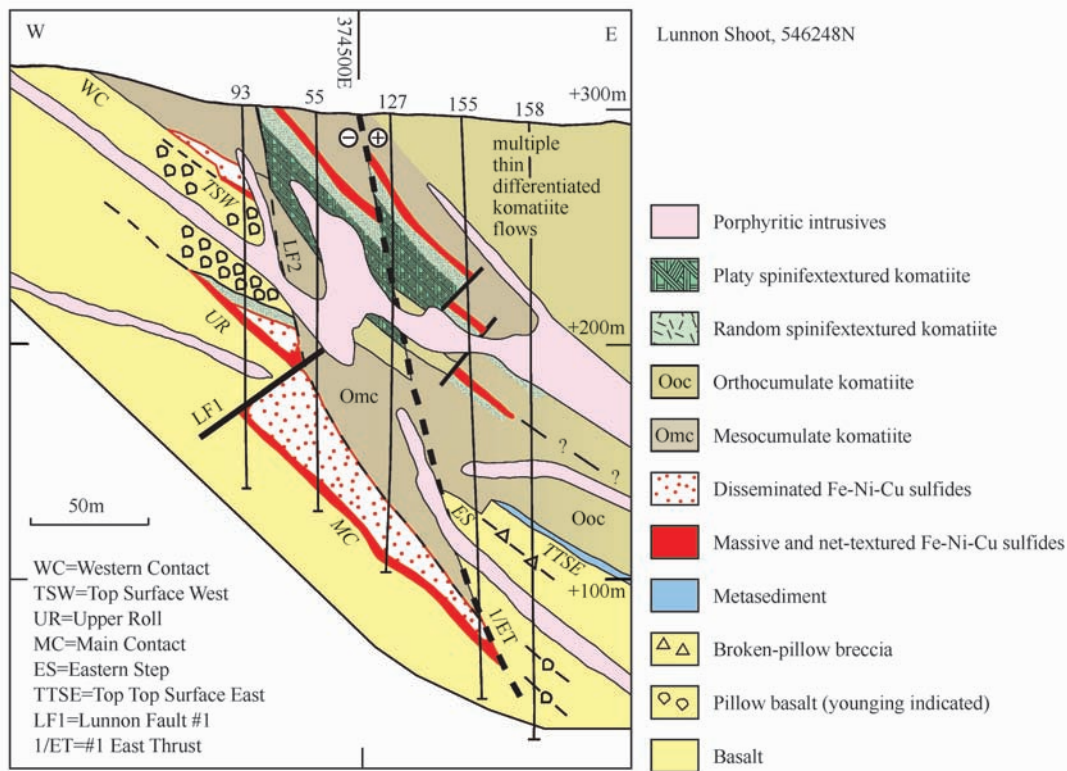 W
E
Lunnon Shoot, 546248N
374500E
WC
93
55
127
155
158
+300m
− +
multiple
thin
differentiated
komatiite
flows
TSW
LF2
Porphyritic intrusives
Platy spinifextextured komatiite
UR
+200m
Random spinifextextured komatiite
LF1
Omc
Ooc Orthocumulate komatiite
?
?
Omc Mesocumulate komatiite
50m
MC
ES
TTSE
Ooc
Disseminated Fe-Ni-Cu sulfides
Massive and net-textured Fe-Ni-Cu sulfides
+100m
1/ET
Metasediment
Broken-pillow breccia
Pillow basalt (younging indicated)
Basalt
WC=Western Contact
TSW=Top Surface West
UR=Upper Roll
MC=Main Contact
ES=Eastern Step
TTSE=Top Top Surface East
LF1=Lunnon Fault #1
1/ET=#1 East Thrust